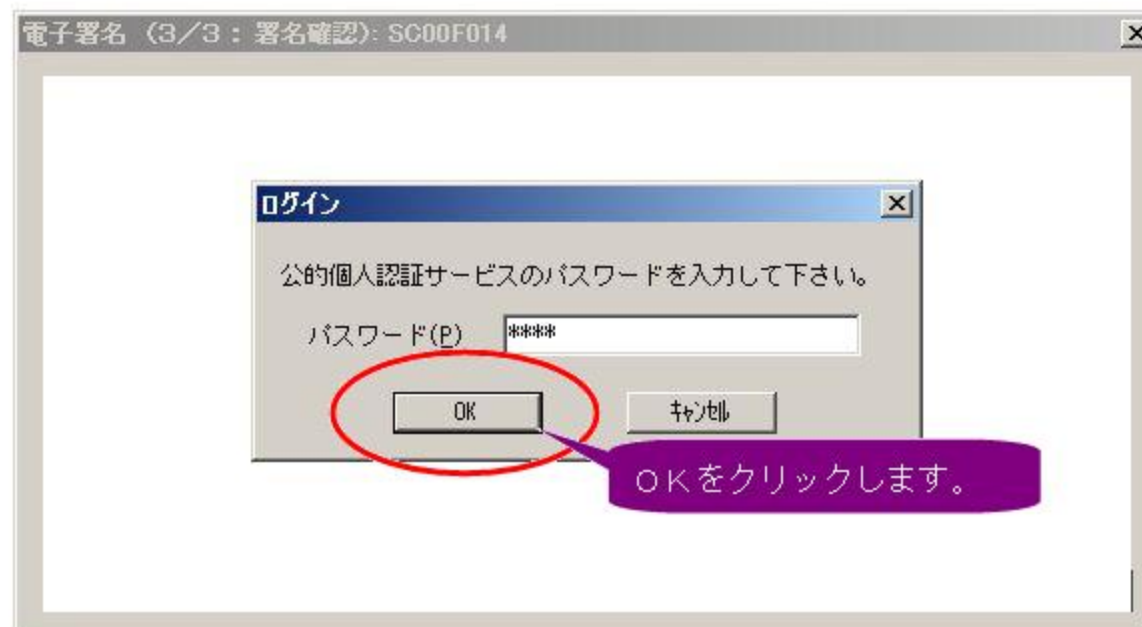 電子署名 (3/3：署名確認): SC00F014
ログイン
公的個人認証サービスのパスワードを入力して下さい。
パスワード(P) ****
OK ｷｬﾝｾﾙ
ＯＫをクリックします。